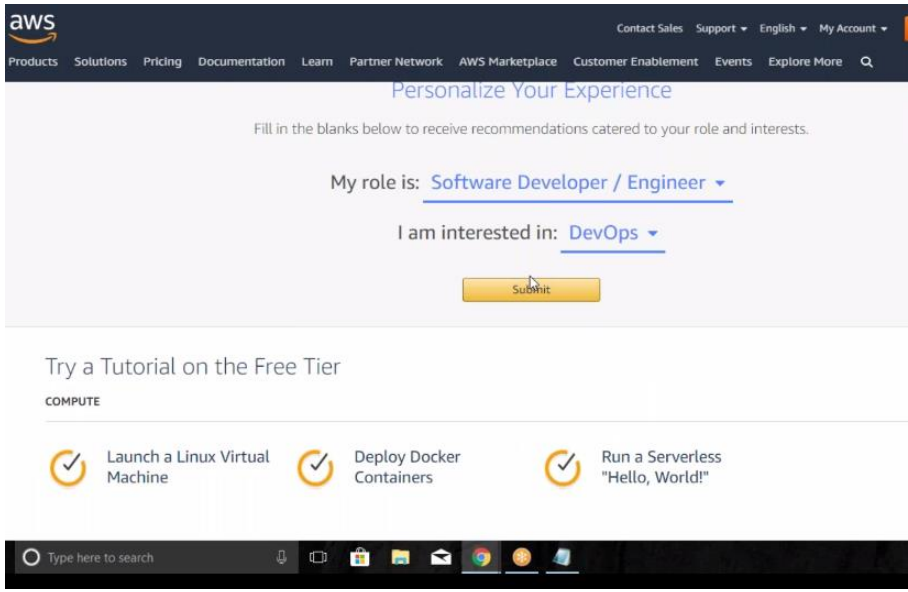 aws
Contact Sales Support English My Account
Products Solutions Pricing Documentation Learn Partner Network AWS Marketplace Customer Enablement Events Explore More
Personalize Your Experience
Fill in the blanks below to receive recommendations catered to your role and interests.
My role is: Software Developer / Engineer
I am interested in: DevOps
Submit
Try a Tutorial on the Free Tier
COMPUTE
Launch a Linux Virtual
Machine
Deploy Docker
Containers
Run a Serverless
"Hello, World!"
Type here to search